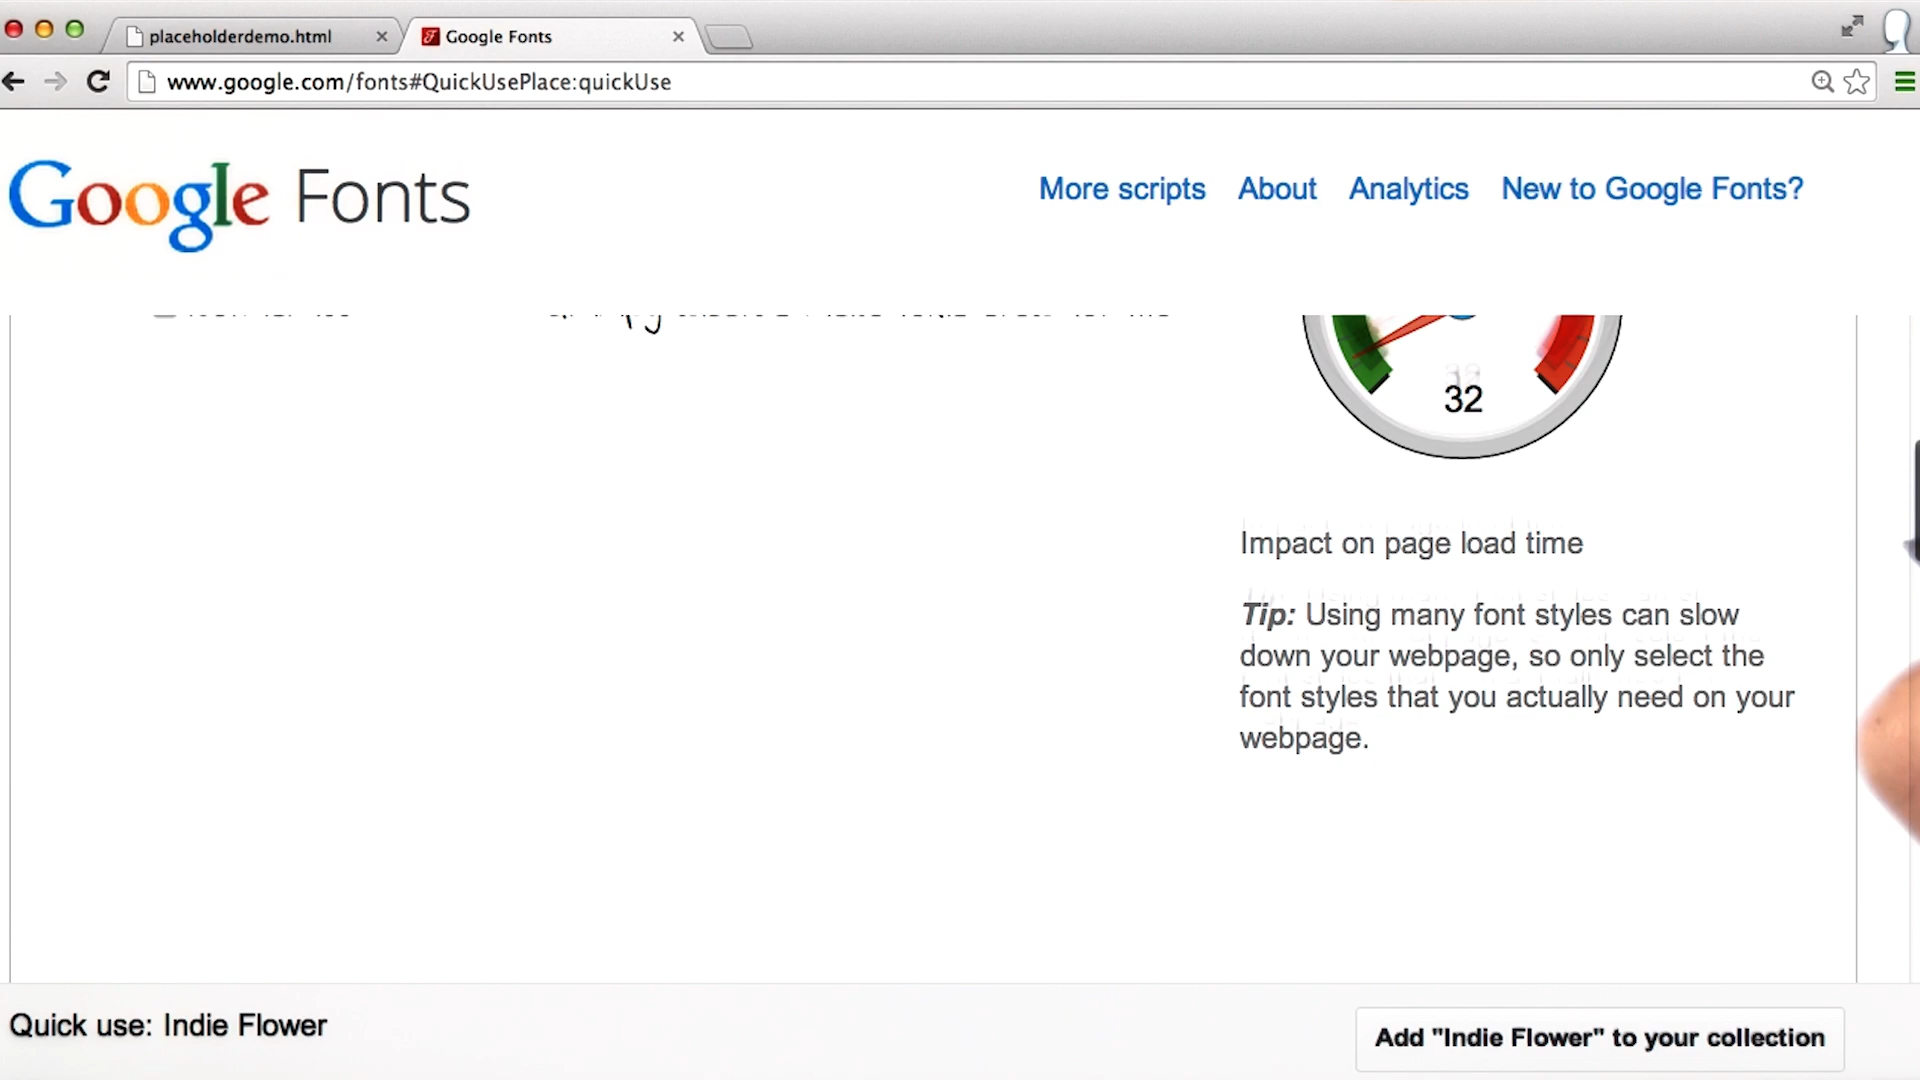 placeholderdemo.html
Google Fonts
www.google.com/fonts#QuickUsePlace:quickUse
Google Fonts
More scripts About Analytics New to Google Fonts?
32
Impact on page load time
Tip: Using many font styles can slow
down your webpage, so only select the
font styles that you actually need on your
webpage.
Quick use: Indie Flower
Add "Indie Flower" to your collection